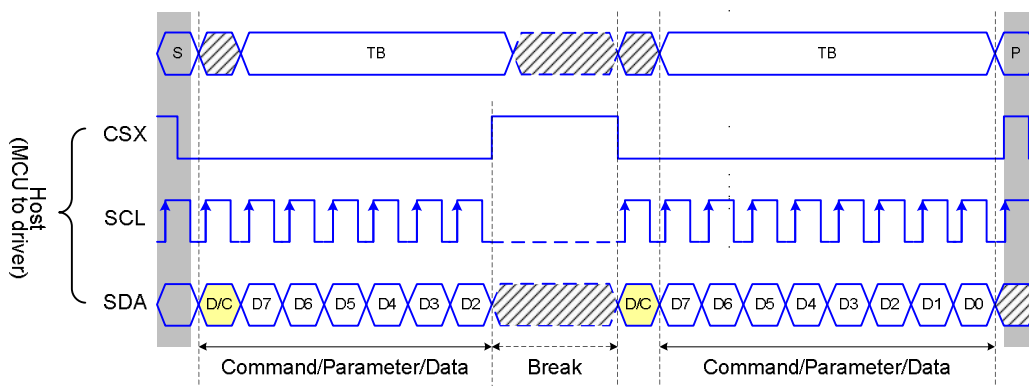 S TB TB P
CSX
SCL
SDA D/C D7 D6 D5 D4 D3 D2 D/C D7 D6 D5 D4 D3 D2 D1 D0
Host
(MCU to driver)
Command/Parameter/Data Break Command/Parameter/Data